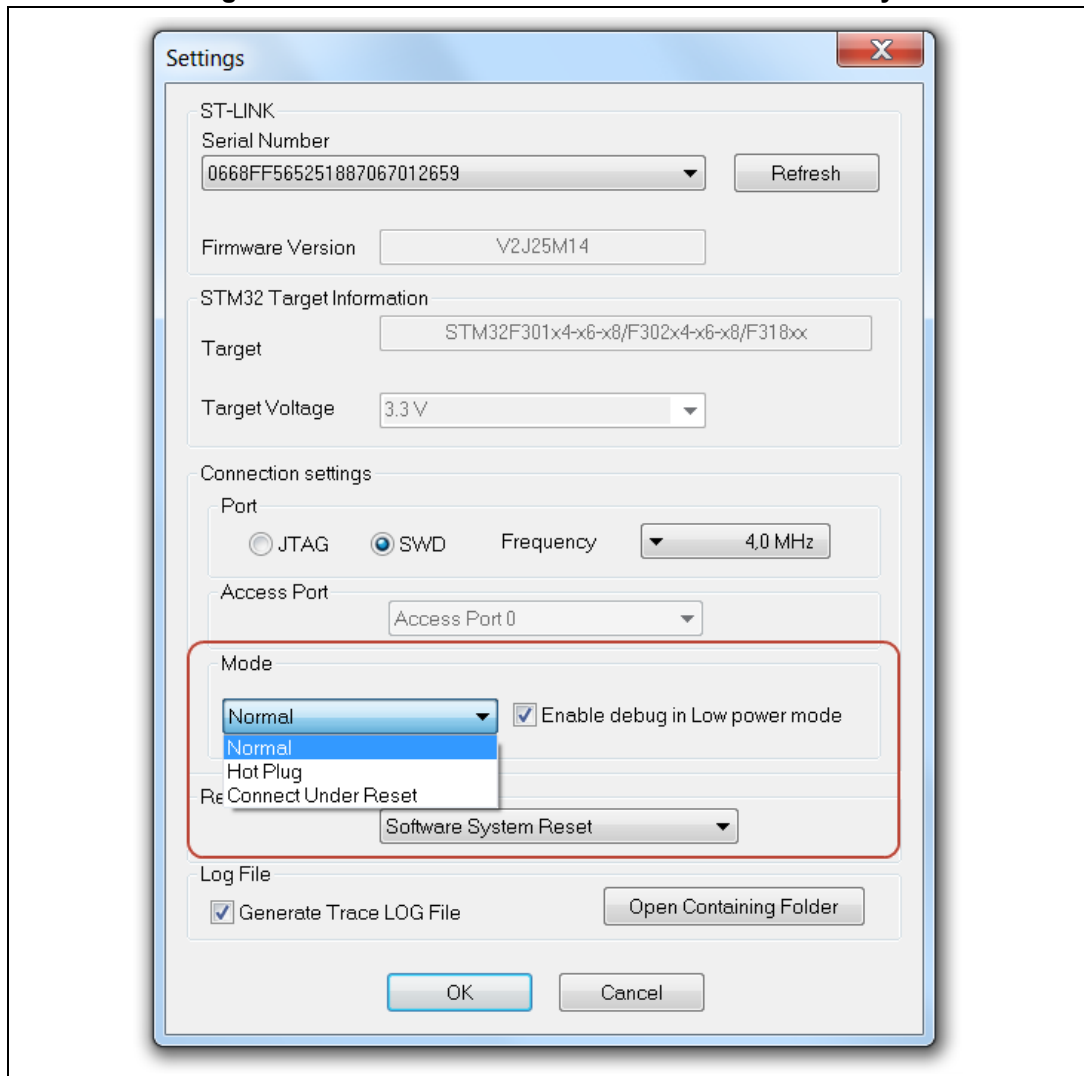 Settings
X
ST-LINK
Serial Number
0668FF565251887067012659
Refresh
Firmware Version V2J25M14
STM32 Target Information
Target STM32F301x4-x6-x8/F302x4-x6-x8/F318xx
Target Voltage 3.3 V
Connection settings
Port
JTAG SWD Frequency 4,0 MHz
Access Port
Access Port 0
Mode
Normal Enable debug in Low power mode
Normal
Hot Plug
Re Connect Under Reset
Software System Reset
Log File
Generate Trace LOG File Open Containing Folder
OK Cancel